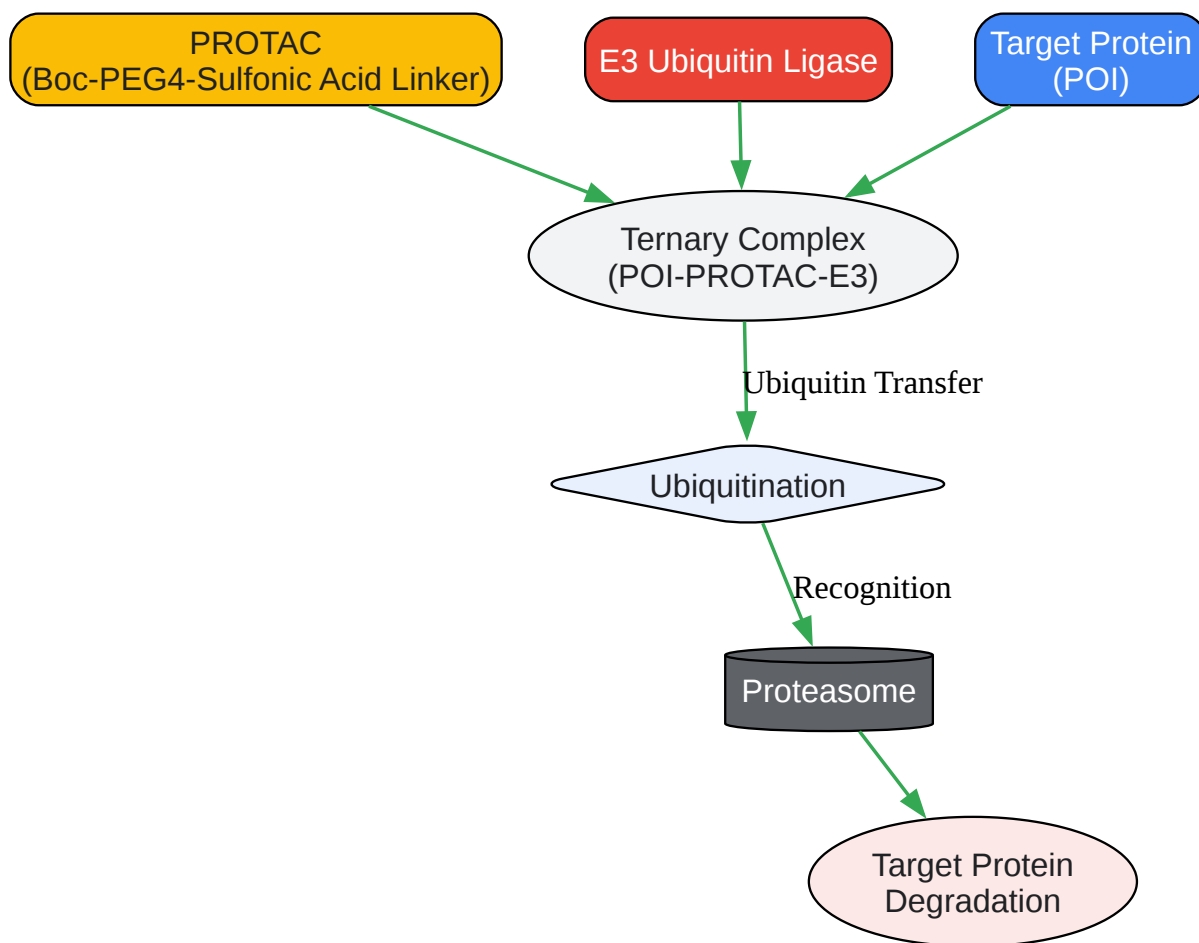 PROTAC
(Boc-PEG4-Sulfonic Acid Linker)
E3 Ubiquitin Ligase
Target Protein
(POI)
Ternary Complex
(POI-PROTAC-E3)
Ubiquitin Transfer
Ubiquitination
Recognition
Proteasome
Target Protein
Degradation